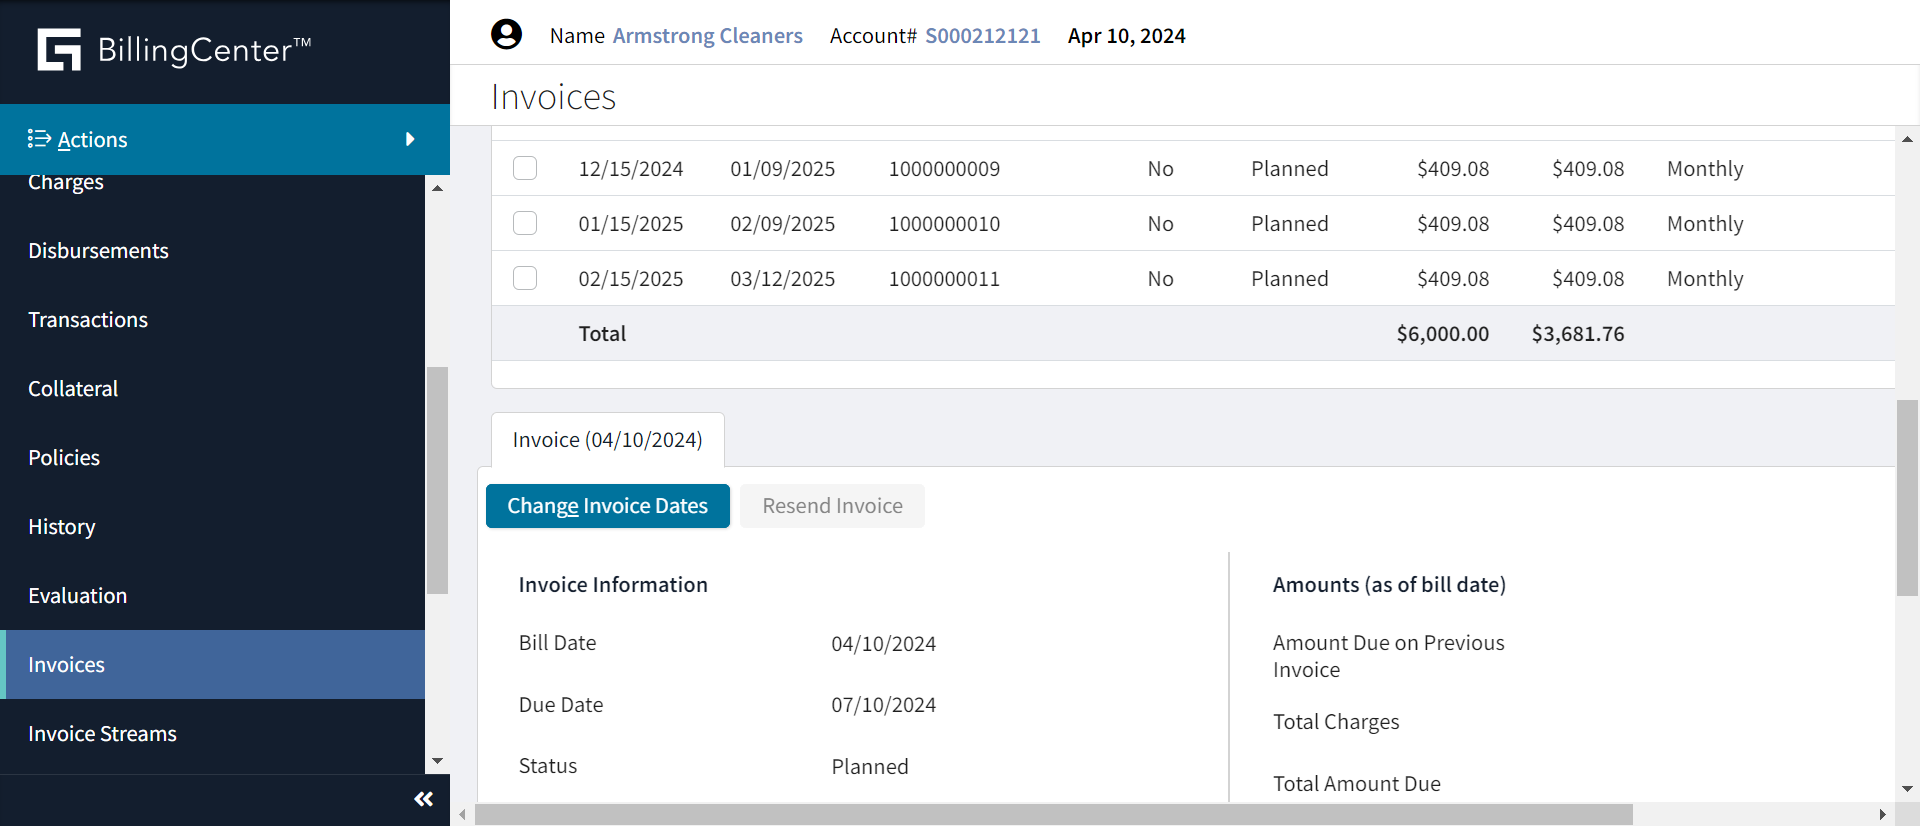 BillingCenter™
Name Armstrong Cleaners Account# S000212121 Apr 10, 2024
Actions
Invoices
Charges
Disbursements
Transactions
Collateral
Policies
History
Evaluation
Invoices
Invoice Streams
12/15/2024 01/09/2025 1000000009 No Planned $409.08 $409.08 Monthly
01/15/2025 02/09/2025 1000000010 No Planned $409.08 $409.08 Monthly
02/15/2025 03/12/2025 1000000011 No Planned $409.08 $409.08 Monthly
Total $6,000.00 $3,681.76
Invoice (04/10/2024)
Change Invoice Dates Resend Invoice
Invoice Information
Bill Date 04/10/2024
Due Date 07/10/2024
Status Planned
Amounts (as of bill date)
Amount Due on Previous
Invoice
Total Charges
Total Amount Due